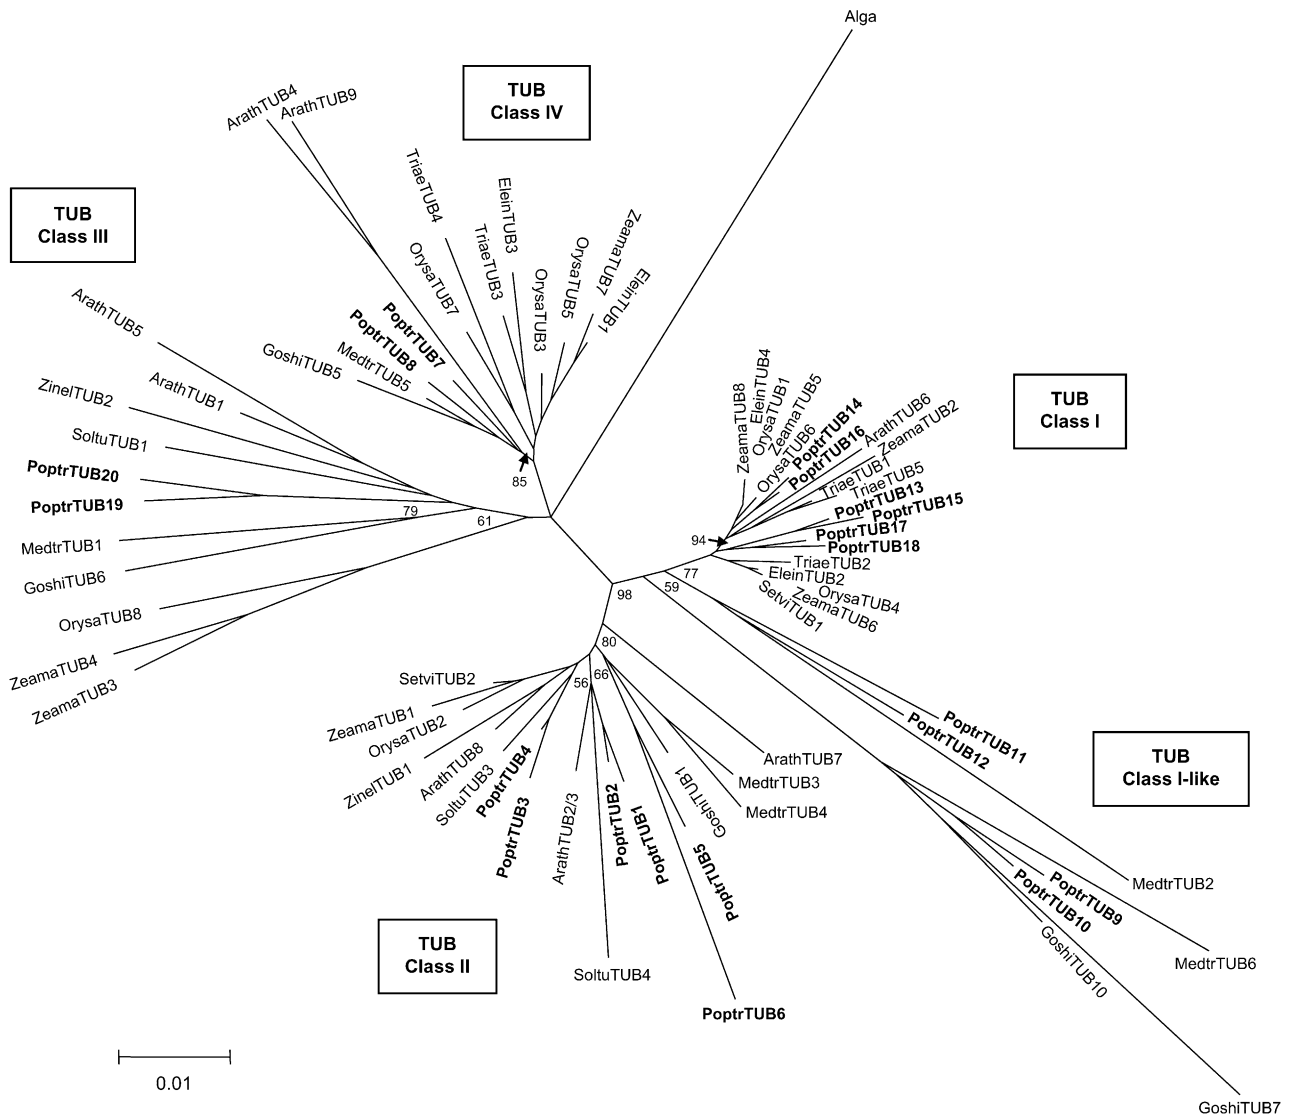 Alga
TUB
Class IV
ArathTUB4
ArathTUB9
TriaeTUB4
EleinTUB3
TriaeTUB3
OrysaTUB7
OrysaTUB3
OrysaTUB5
ZeamaTUB7
EleinTUB1
TUB
Class III
PoptrTUB7
PoptrTUB8
MedtrTUB5
GoshiTUB5
85
ArathTUB5
ArathTUB1
ZinelTUB2
SoltuTUB1
PoptrTUB20
PoptrTUB19
79
61
MedtrTUB1
GoshiTUB6
OrysaTUB8
ZeamaTUB4
ZeamaTUB3
TUB
Class I
ZeamaTUB8
EleinTUB4
OrysaTUB1
ZeamaTUB5
OrysaTUB6
PoptrTUB14
PoptrTUB16
ArathTUB6
ZeamaTUB2
TriaeTUB1
TriaeTUB5
PoptrTUB13
PoptrTUB15
PoptrTUB17
PoptrTUB18
TriaeTUB2
EleinTUB2
OrysaTUB4
ZeamaTUB6
SetviTUB1
94
77
59
98
80
66
56
SetviTUB2
ZeamaTUB1
OrysaTUB2
ZinelTUB1
ArathTUB8
SoltuTUB3
PoptrTUB4
PoptrTUB3
ArathTUB2/3
SoltuTUB4
PoptrTUB2
PoptrTUB1
PoptrTUB5
PoptrTUB6
GoshiTUB1
ArathTUB7
MedtrTUB3
MedtrTUB4
PoptrTUB11
PoptrTUB12
TUB
Class I-like
MedtrTUB2
PoptrTUB9
PoptrTUB10
GoshiTUB10
MedtrTUB6
GoshiTUB7
TUB
Class II
0.01